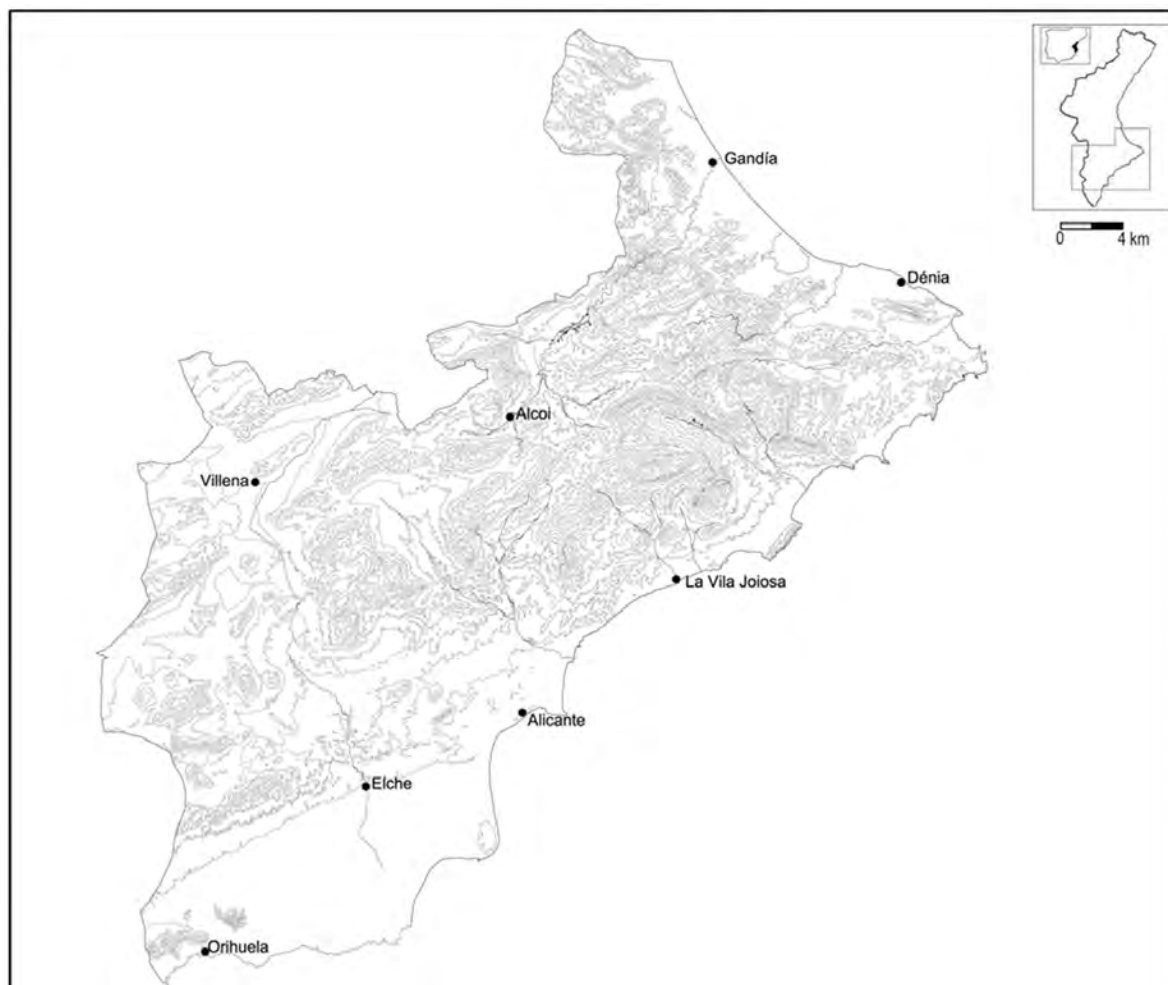 Gandía
0 4 km
Dénia
Alcoi
Villena
La Vila Joiosa
Alicante
Elche
Orihuela